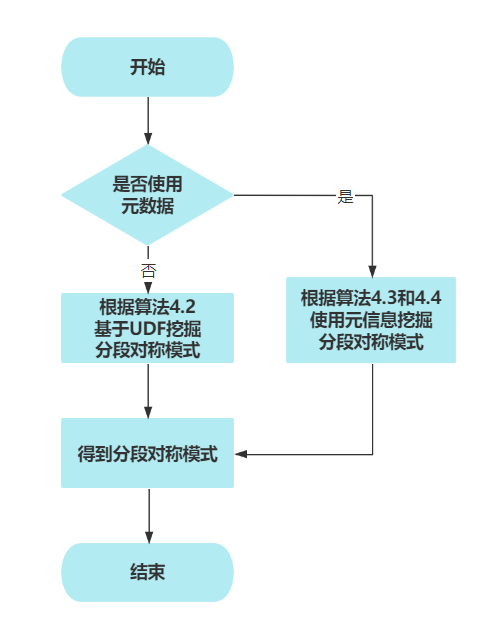 开始
是否使用
元数据
是
否
根据算法4.2
基于UDF挖掘
分段对称模式
根据算法4.3和4.4
使用元信息挖掘
分段对称模式
得到分段对称模式
结束